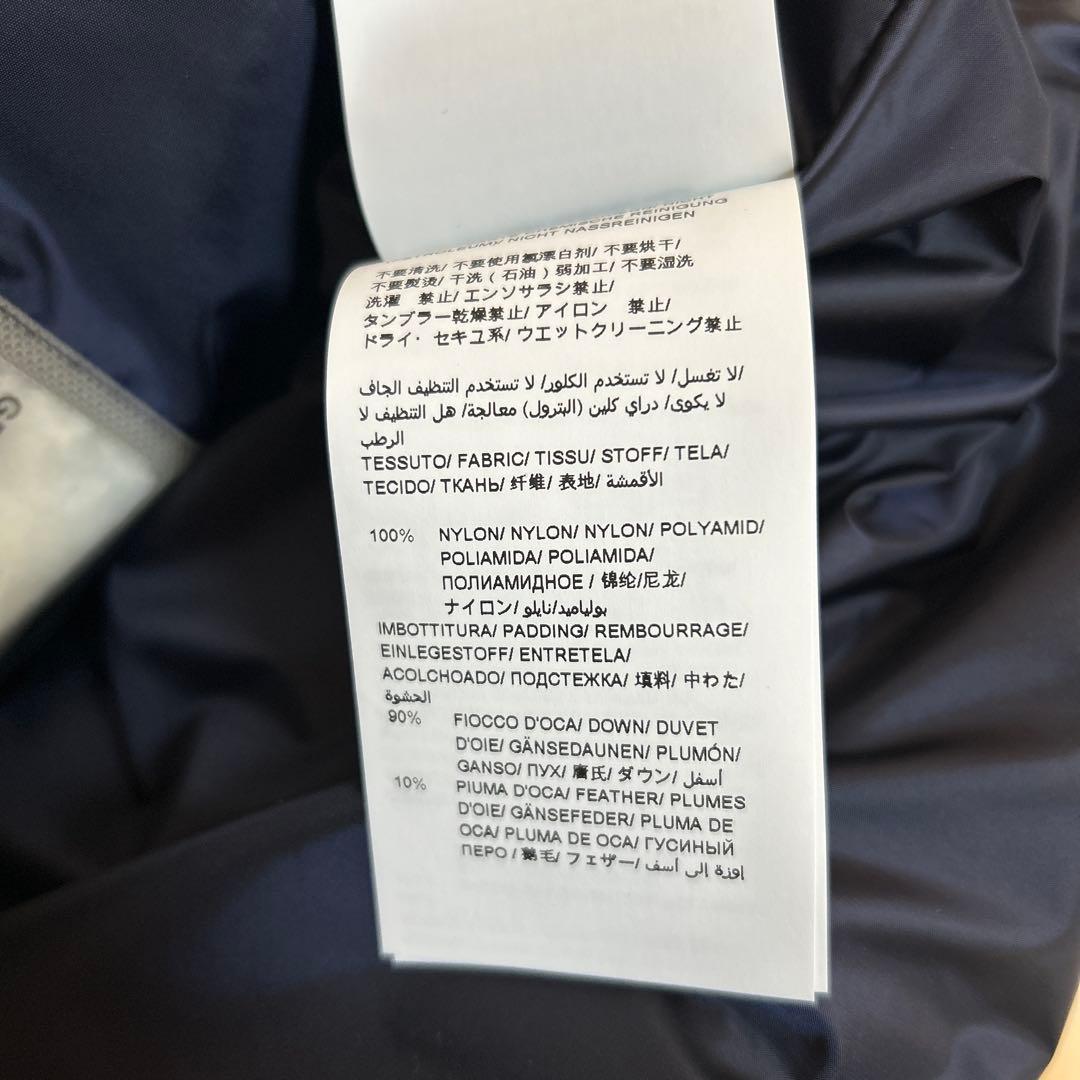 REINIGUNG
NICHT NASSREINIGEN
不要清洗/ 不要使用氯漂白剂/ 不要烘干/
不要熨烫/ 干洗 ( 石油 ) 弱加工/ 不要湿洗
洗濯 禁止/ エンソサラシ禁止/
タンブラー乾燥禁止/ アイロン 禁止/
ドライ・セキユ系/ ウエットクリーニング禁止
لا تغسل/ لا تستخدم الكلور/ لا تستخدم التنظيف الجاف/
لا يكوى/ دراي كلين (البترول) معالجة/ هل التنظيف لا
الرطب
TESSUTO/ FABRIC/ TISSU/ STOFF/ TELA/
TECIDO/ ТКАНЬ/ 纤维/ 表地/ الأقمشة
100% NYLON/ NYLON/ NYLON/ POLYAMID/
POLIAMIDA/ POLIAMIDA/
ПОЛИАМИДНОЕ / 锦纶/尼龙/
ナイロン/ بولياميد/نايلو
IMBOTTITURA/ PADDING/ REMBOURRAGE/
EINLEGESTOFF/ ENTRETELA/
ACOLCHOADO/ ПОДСТЕЖКА/ 填料/ 中わた/
الحشوة
90% FIOCCO D'OCA/ DOWN/ DUVET
D'OIE/ GÄNSEDAUNEN/ PLUMÓN/
GANSO/ ПУХ/ 唐氏/ ダウン/ أسفل
10% PIUMA D'OCA/ FEATHER/ PLUMES
D'OIE/ GÄNSEFEDER/ PLUMA DE
OCA/ PLUMA DE OCA/ ГУСИНЫЙ
ПЕРО / 鹅毛/ フェザー/ اوزة إلى أسف